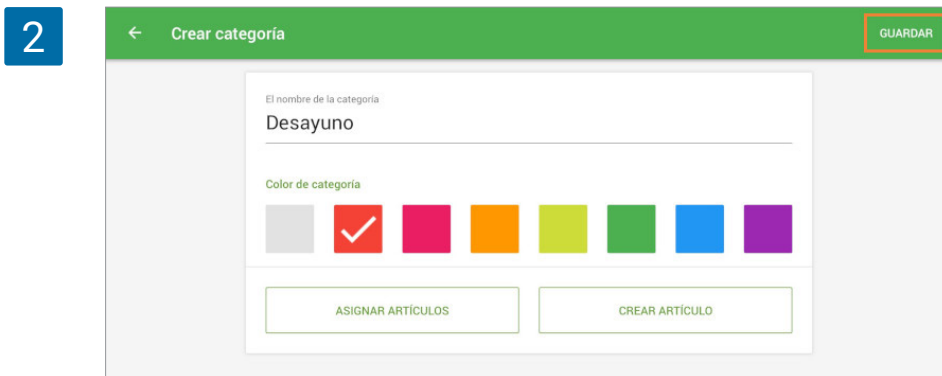 2
Crear categoría
GUARDAR
El nombre de la categoría
Desayuno
Color de categoría
ASIGNAR ARTÍCULOS
CREAR ARTÍCULO